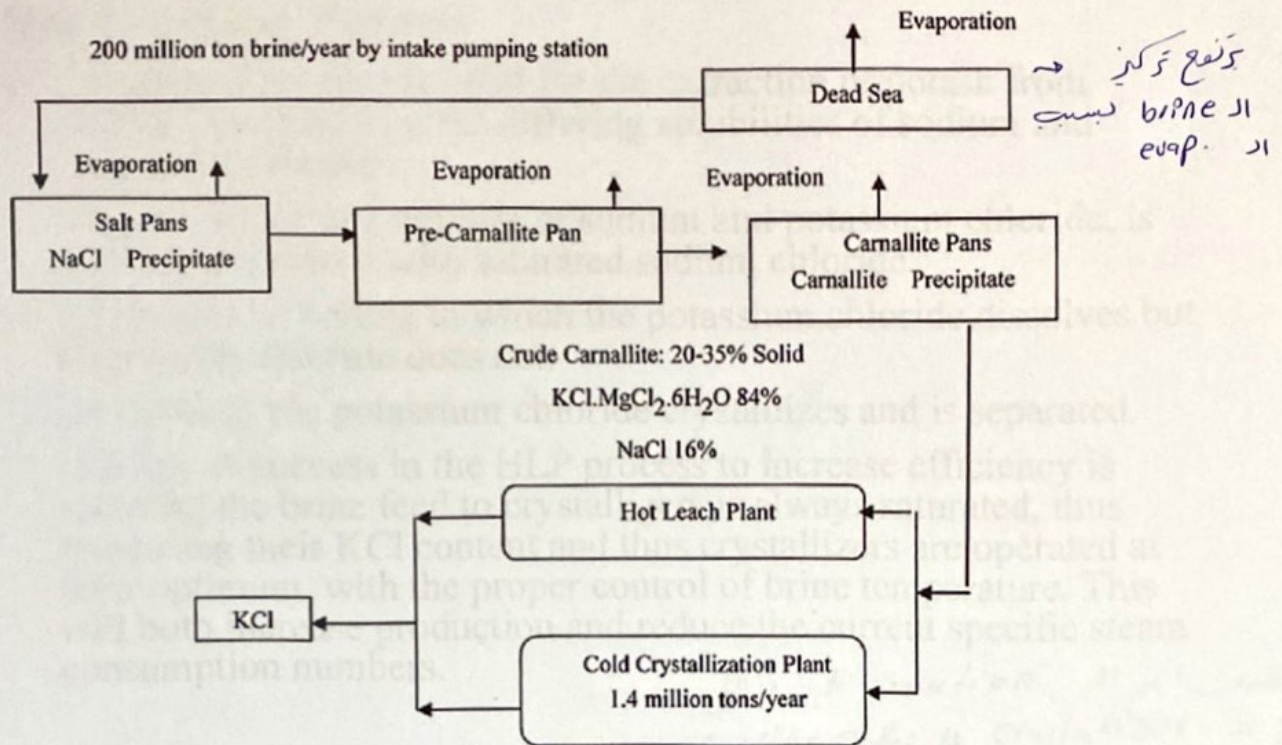 Evaporation
200 million ton brine/year by intake pumping station
Dead Sea
ترتفع تركيز
الـ brine بسبب
الـ evap.
Evaporation
Evaporation
Evaporation
Salt Pans
NaCl Precipitate
Pre-Carnallite Pan
Carnallite Pans
Carnallite Precipitate
Crude Carnallite: 20-35% Solid
KCl.MgCl₂.6H₂O 84%
NaCl 16%
Hot Leach Plant
KCl
Cold Crystallization Plant
1.4 million tons/year